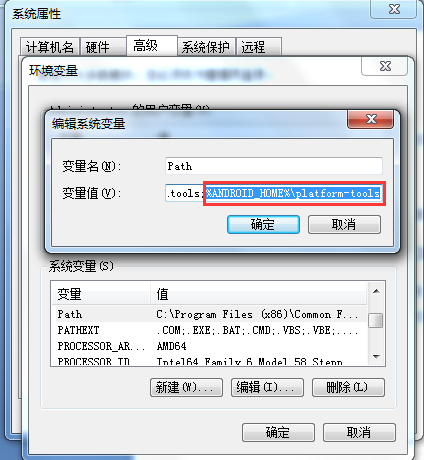 系统属性
计算机名 硬件 高级 系统保护 远程
环境变量
的用户变量(U)
编辑系统变量
变量名(N): Path
变量值(V): .tools;%ANDROID_HOME%\platform-tools
确定 取消
系统变量(S)
变量 值
Path C:\Program Files (x86)\Common F...
PATHEXT .COM;.EXE;.BAT;.CMD;.VBS;.VBE;....
PROCESSOR_AR... AMD64
PROCESSOR_ID Intel64 Family 6 Model 58 Stepp
新建(W)... 编辑(I)... 删除(L)
确定 取消